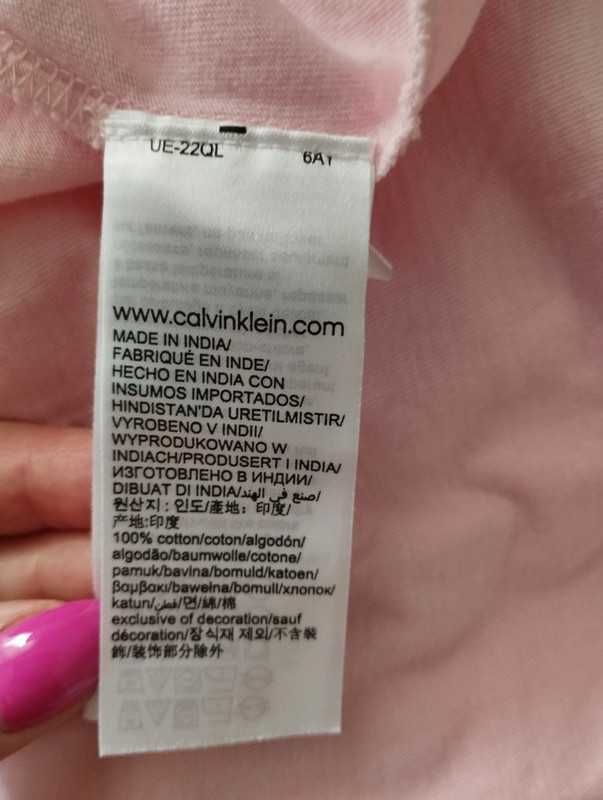 UE-22QL 6AY
www.calvinklein.com
MADE IN INDIA/
FABRIQUÉ EN INDE/
HECHO EN INDIA CON
INSUMOS IMPORTADOS/
HINDISTAN'DA URETILMISTIR/
VYROBENO V INDII/
WYPRODUKOWANO W
INDIACH/PRODUSERT I INDIA/
ИЗГОТОВЛЕНО В ИНДИИ/
DIBUAT DI INDIA/صنع في الهند/
원산지 : 인도/產地：印度/
产地:印度
100% cotton/coton/algodón/
algodão/baumwolle/cotone/
pamuk/bavlna/bomuld/katoen/
βαμβακι/bawełna/bomull/хлопок/
katun/قطن/면/綿/棉
exclusive of decoration/sauf
décoration/장식재 제외/不含裝
飾/装饰部分除外